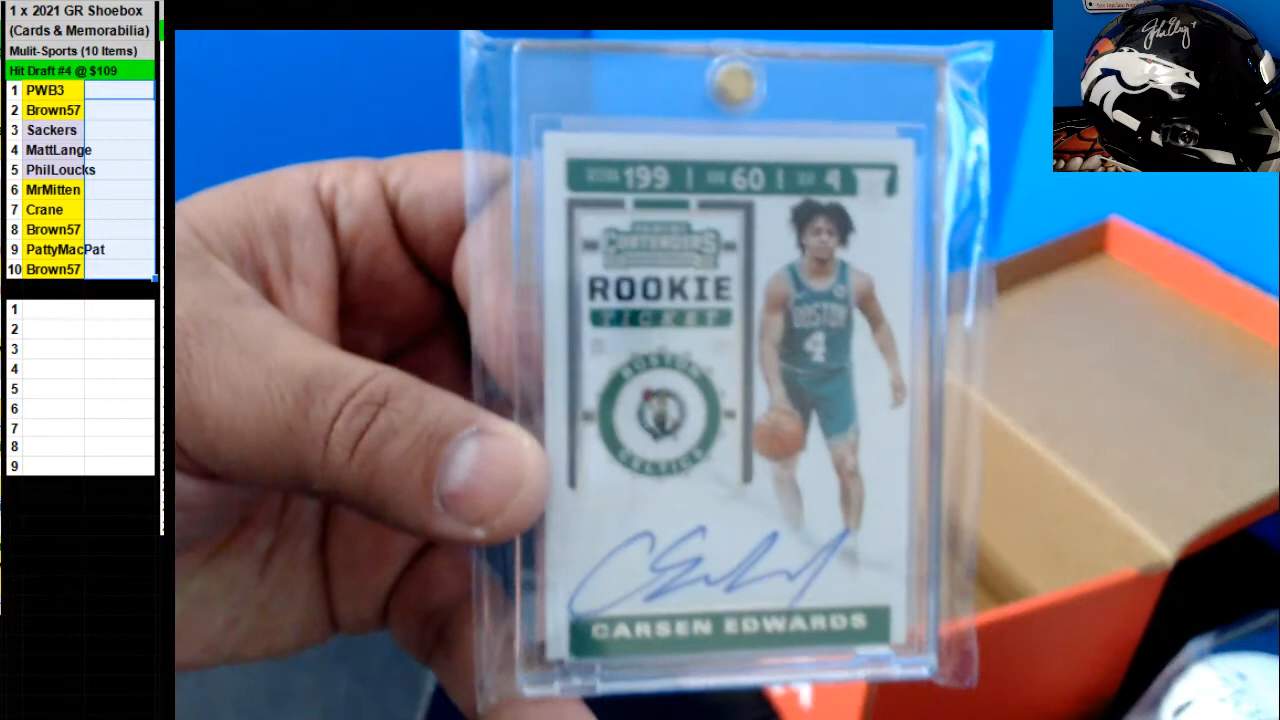 1 x 2021 GR Shoebox
(Cards & Memorabilia)
Mulit-Sports (10 Items)
Hit Draft #4 @ $109
1 PWB3
2 Brown57
3 Sackers
4 MattLange
5 PhilLoucks
6 MrMitten
7 Crane
8 Brown57
9 PattyMacPat
10 Brown57
1
2
3
4
5
6
7
8
9
199 | 60 | 4
PANINI
CONTENDERS
ROOKIE
TICKET
BOSTON
CELTICS
BOSTON
4
CARSEN EDWARDS